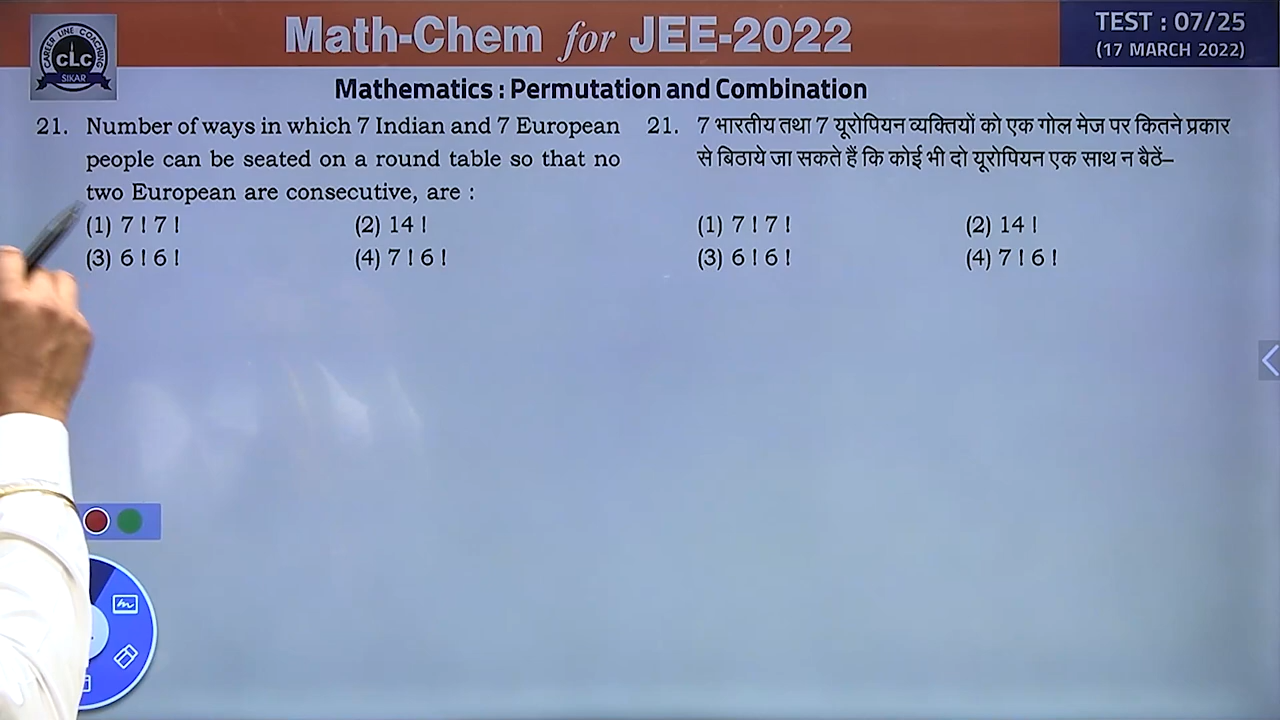 CAREER LINE COACHING
CLC
SIKAR
Math-Chem for JEE-2022
TEST : 07/25
(17 MARCH 2022)
Mathematics : Permutation and Combination
21. Number of ways in which 7 Indian and 7 European
people can be seated on a round table so that no
two European are consecutive, are :
(1) 7 ! 7 ! (2) 14 !
(3) 6 ! 6 ! (4) 7 ! 6 !
21. 7 भारतीय तथा 7 यूरोपियन व्यक्तियों को एक गोल मेज पर कितने प्रकार
से बिठाये जा सकते हैं कि कोई भी दो यूरोपियन एक साथ न बैठें–
(1) 7 ! 7 ! (2) 14 !
(3) 6 ! 6 ! (4) 7 ! 6 !